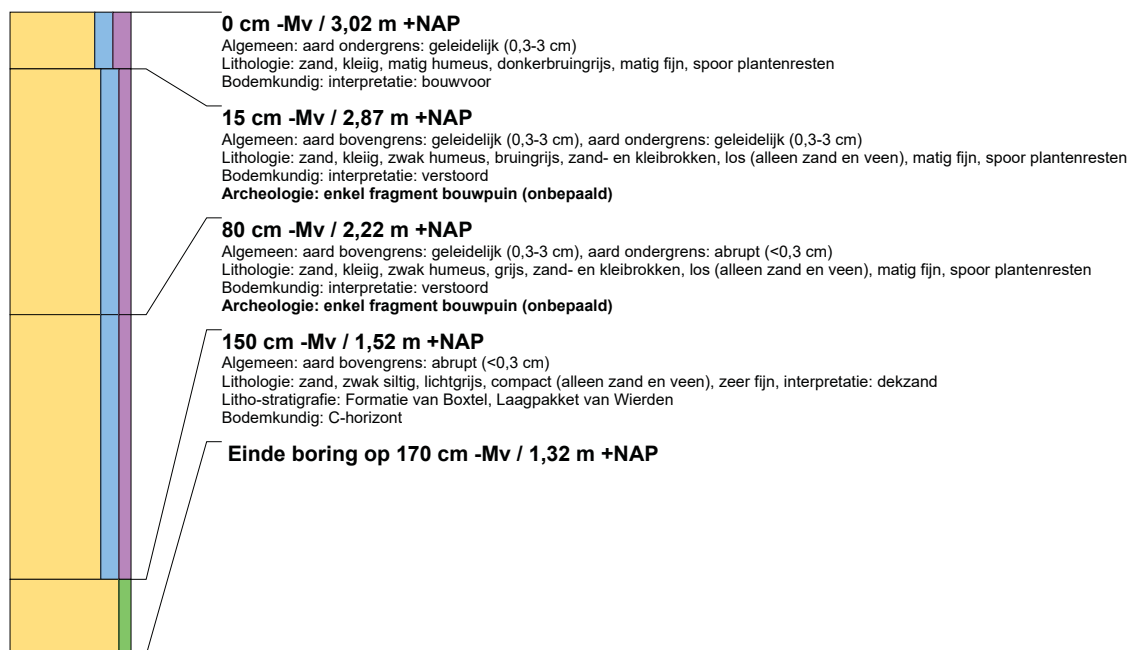 0 cm -Mv / 3,02 m +NAP
Algemeen: aard ondergrens: geleidelijk (0,3-3 cm)
Lithologie: zand, kleiig, matig humeus, donkerbruingrijs, matig fijn, spoor plantenresten
Bodemkundig: interpretatie: bouwvoor
15 cm -Mv / 2,87 m +NAP
Algemeen: aard bovengrens: geleidelijk (0,3-3 cm), aard ondergrens: geleidelijk (0,3-3 cm)
Lithologie: zand, kleiig, zwak humeus, bruingrijs, zand- en kleibrokken, los (alleen zand en veen), matig fijn, spoor plantenresten
Bodemkundig: interpretatie: verstoord
Archeologie: enkel fragment bouwpuin (onbepaald)
80 cm -Mv / 2,22 m +NAP
Algemeen: aard bovengrens: geleidelijk (0,3-3 cm), aard ondergrens: abrupt (<0,3 cm)
Lithologie: zand, kleiig, zwak humeus, grijs, zand- en kleibrokken, los (alleen zand en veen), matig fijn, spoor plantenresten
Bodemkundig: interpretatie: verstoord
Archeologie: enkel fragment bouwpuin (onbepaald)
150 cm -Mv / 1,52 m +NAP
Algemeen: aard bovengrens: abrupt (<0,3 cm)
Lithologie: zand, zwak siltig, lichtgrijs, compact (alleen zand en veen), zeer fijn, interpretatie: dekzand
Litho-stratigrafie: Formatie van Boxtel, Laagpakket van Wierden
Bodemkundig: C-horizont
Einde boring op 170 cm -Mv / 1,32 m +NAP